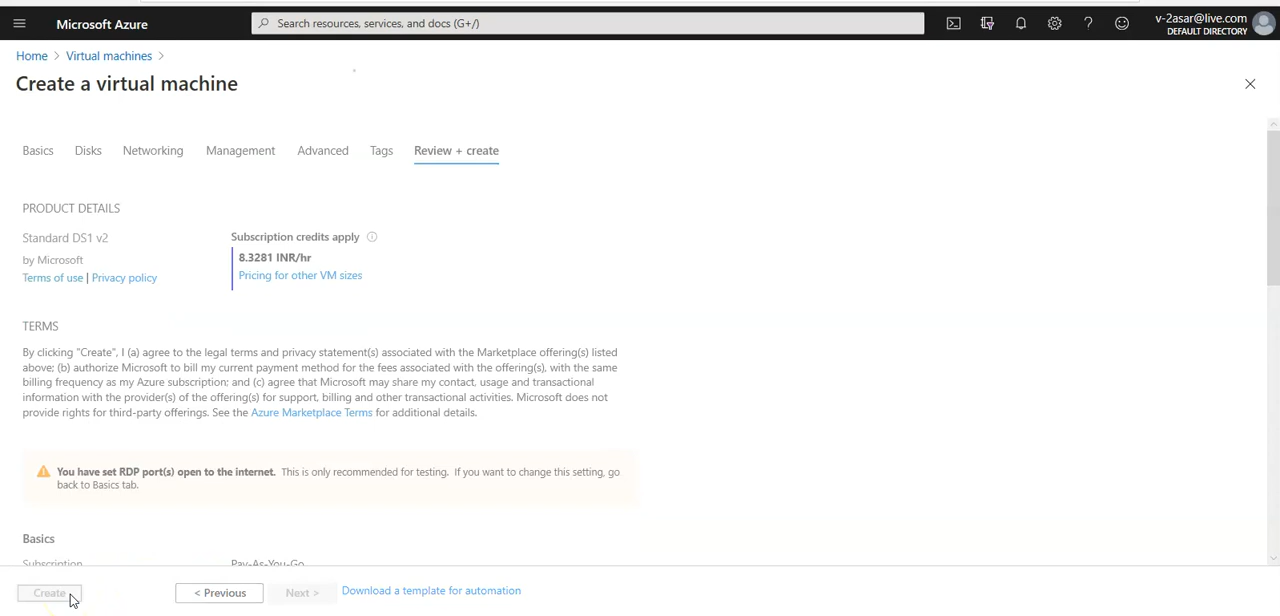 Microsoft Azure
Search resources, services, and docs (G+/)
v-2asar@live.com
DEFAULT DIRECTORY
Home > Virtual machines >
Create a virtual machine
Basics Disks Networking Management Advanced Tags Review + create
PRODUCT DETAILS
Standard DS1 v2
by Microsoft
Terms of use | Privacy policy
Subscription credits apply
8.3281 INR/hr
Pricing for other VM sizes
TERMS
By clicking "Create", I (a) agree to the legal terms and privacy statement(s) associated with the Marketplace offering(s) listed
above; (b) authorize Microsoft to bill my current payment method for the fees associated with the offering(s), with the same
billing frequency as my Azure subscription; and (c) agree that Microsoft may share my contact, usage and transactional
information with the provider(s) of the offering(s) for support, billing and other transactional activities. Microsoft does not
provide rights for third-party offerings. See the Azure Marketplace Terms for additional details.
You have set RDP port(s) open to the internet. This is only recommended for testing. If you want to change this setting, go
back to Basics tab.
Basics
Subscription Pay-As-You-Go
Create < Previous Next > Download a template for automation